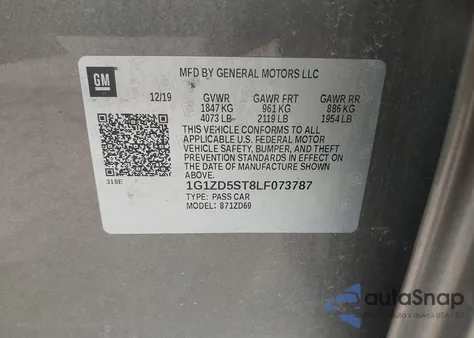 GM
MFD BY GENERAL MOTORS LLC
12/19 GVWR GAWR FRT GAWR RR
1847 KG 961 KG 886 KG
4073 LB 2119 LB 1954 LB
THIS VEHICLE CONFORMS TO ALL
APPLICABLE U.S. FEDERAL MOTOR
VEHICLE SAFETY, BUMPER, AND THEFT
PREVENTION STANDARDS IN EFFECT ON
THE DATE OF MANUFACTURE SHOWN
ABOVE.
318E
1G1ZD5ST8LF073787
TYPE: PASS CAR
MODEL: 871ZD69
autoSnap